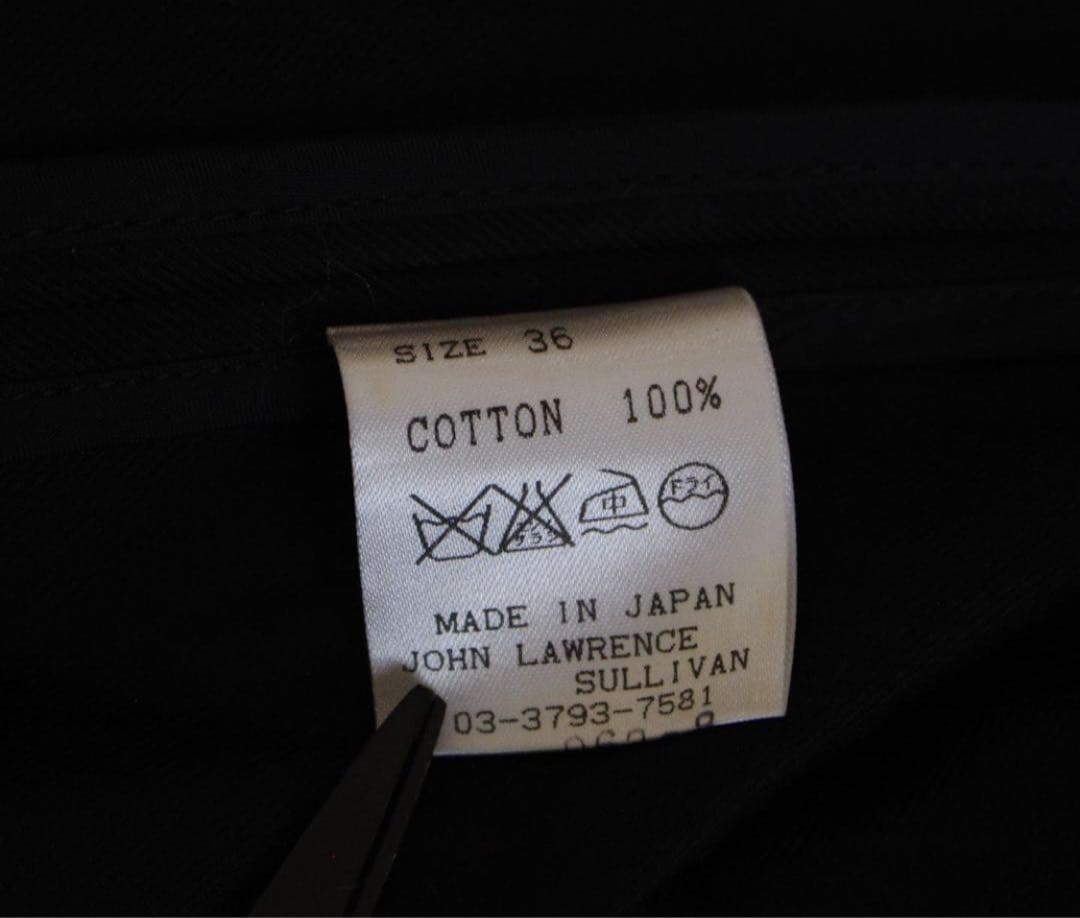 SIZE 36
COTTON 100%
中 ドライ
MADE IN JAPAN
JOHN LAWRENCE
SULLIVAN
03-3793-7581